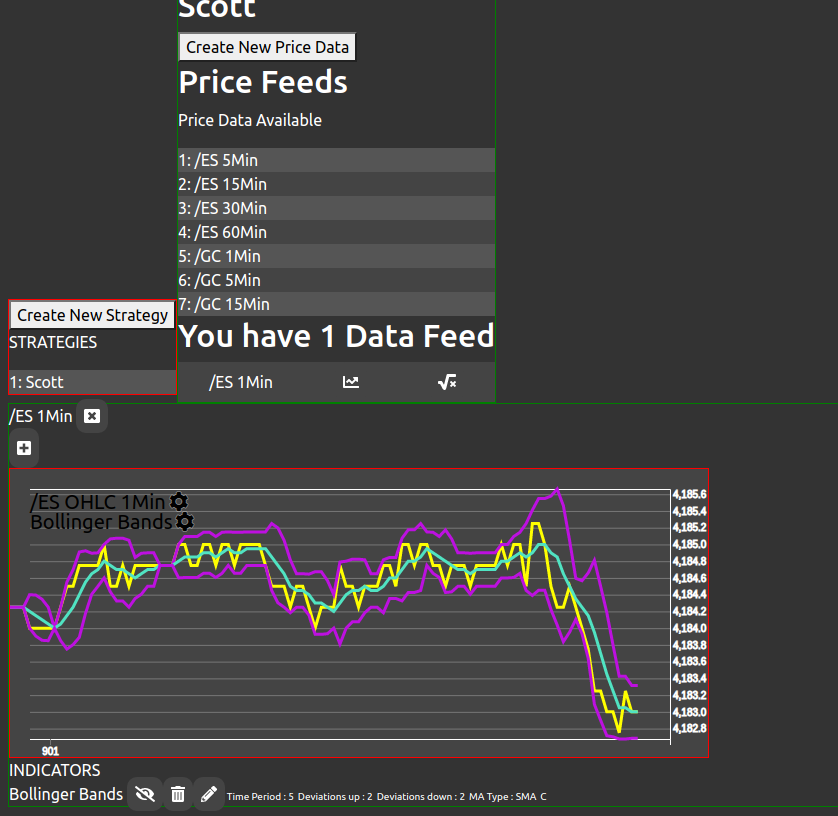 Scott
Create New Price Data
Price Feeds
Price Data Available
1: /ES 5Min
2: /ES 15Min
3: /ES 30Min
4: /ES 60Min
5: /GC 1Min
6: /GC 5Min
7: /GC 15Min
You have 1 Data Feed
/ES 1Min
Create New Strategy
STRATEGIES
1: Scott
/ES 1Min
/ES OHLC 1Min
Bollinger Bands
4,185.6
4,185.4
4,185.2
4,185.0
4,184.8
4,184.6
4,184.4
4,184.2
4,184.0
4,183.8
4,183.6
4,183.4
4,183.2
4,183.0
4,182.8
901
INDICATORS
Bollinger Bands Time Period : 5 Deviations up : 2 Deviations down : 2 MA Type : SMA C